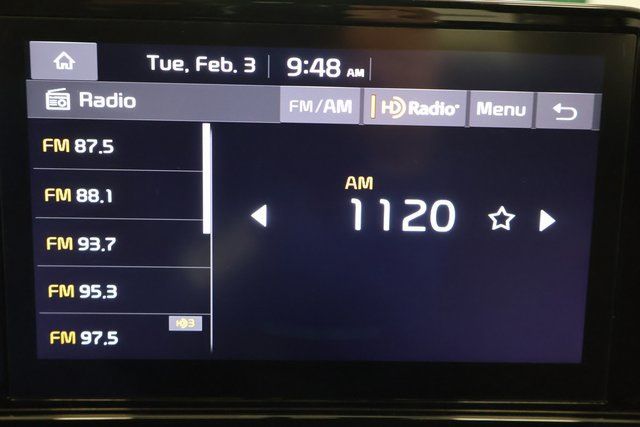 Tue, Feb. 3 9:48 AM
Radio FM/AM HD Radio Menu
FM 87.5
FM 88.1
FM 93.7
FM 95.3
FM 97.5 HD3
AM
1120